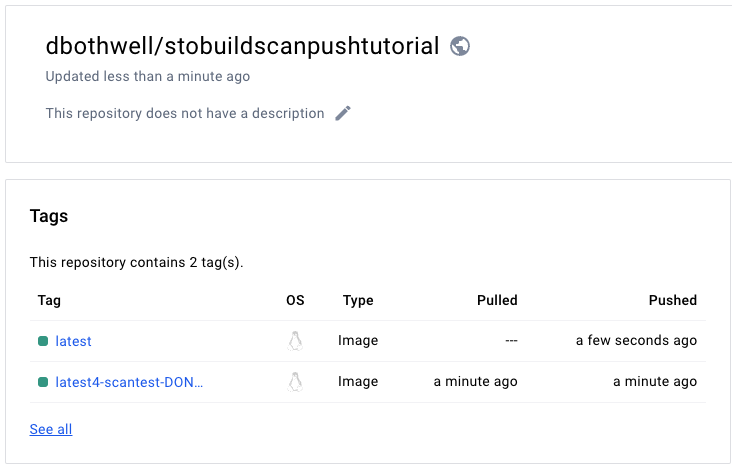 dbothwell/stobuildscanpushtutorial
Updated less than a minute ago
This repository does not have a description
Tags
This repository contains 2 tag(s).
Tag OS Type Pulled Pushed
latest Image --- a few seconds ago
latest4-scantest-DON... Image a minute ago a minute ago
See all